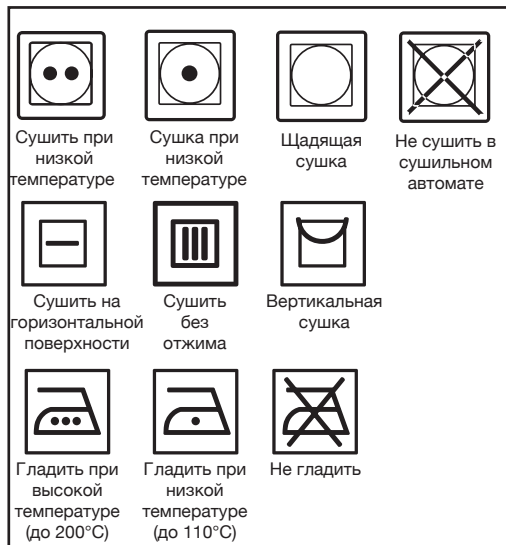 Сушить при
низкой
температуре
Сушка при
низкой
температуре
Щадящая
сушка
Не сушить в
сушильном
автомате
Сушить на
горизонтальной
поверхности
Сушить
без
отжима
Вертикальная
сушка
Гладить при
высокой
температуре
(до 200°С)
Гладить при
низкой
температуре
(до 110°С)
Не гладить